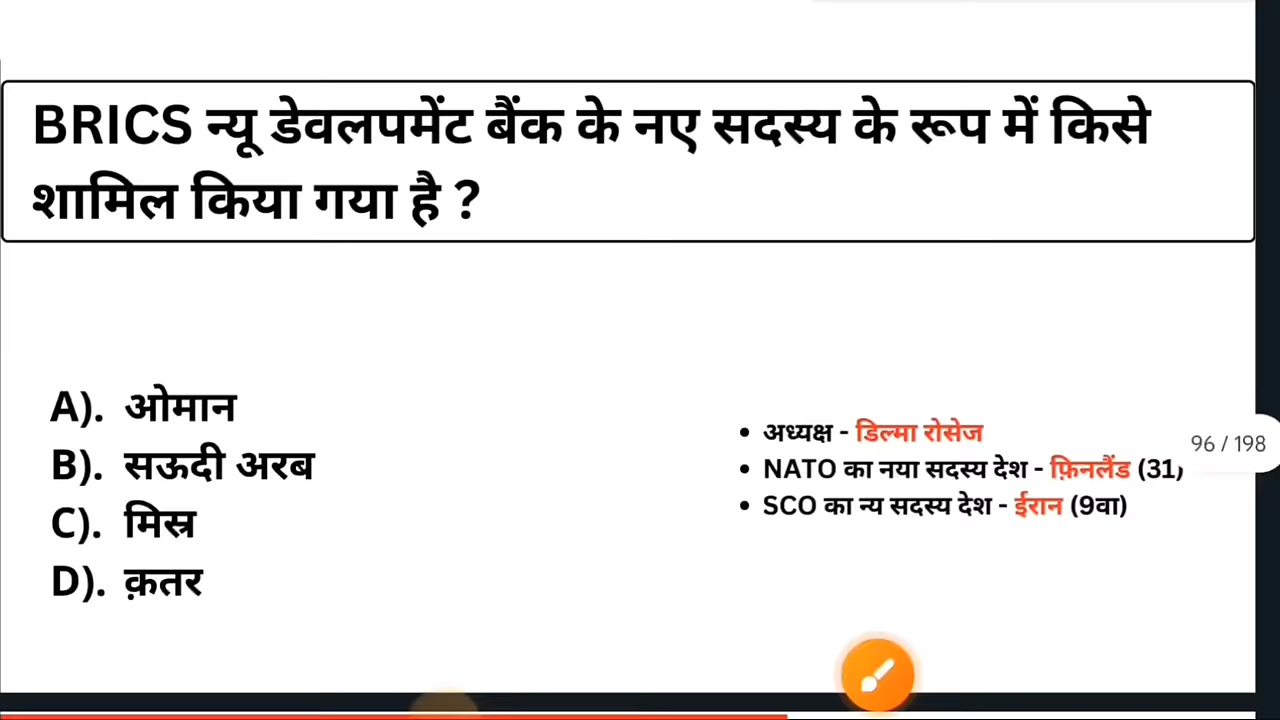 BRICS न्यू डेवलपमेंट बैंक के नए सदस्य के रूप में किसे
शामिल किया गया है ?
A). ओमान
B). सऊदी अरब
C). मिस्र
D). क़तर
• अध्यक्ष - डिल्मा रोसेज
• NATO का नया सदस्य देश - फ़िनलैंड (31)
• SCO का न्य सदस्य देश - ईरान (9वा)
96 / 198